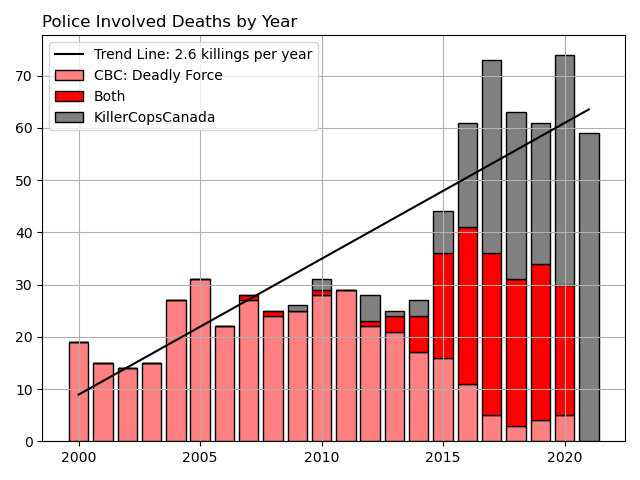 Police Involved Deaths by Year
Trend Line: 2.6 killings per year
CBC: Deadly Force
Both
KillerCopsCanada
70
60
50
40
30
20
10
0
2000 2005 2010 2015 2020